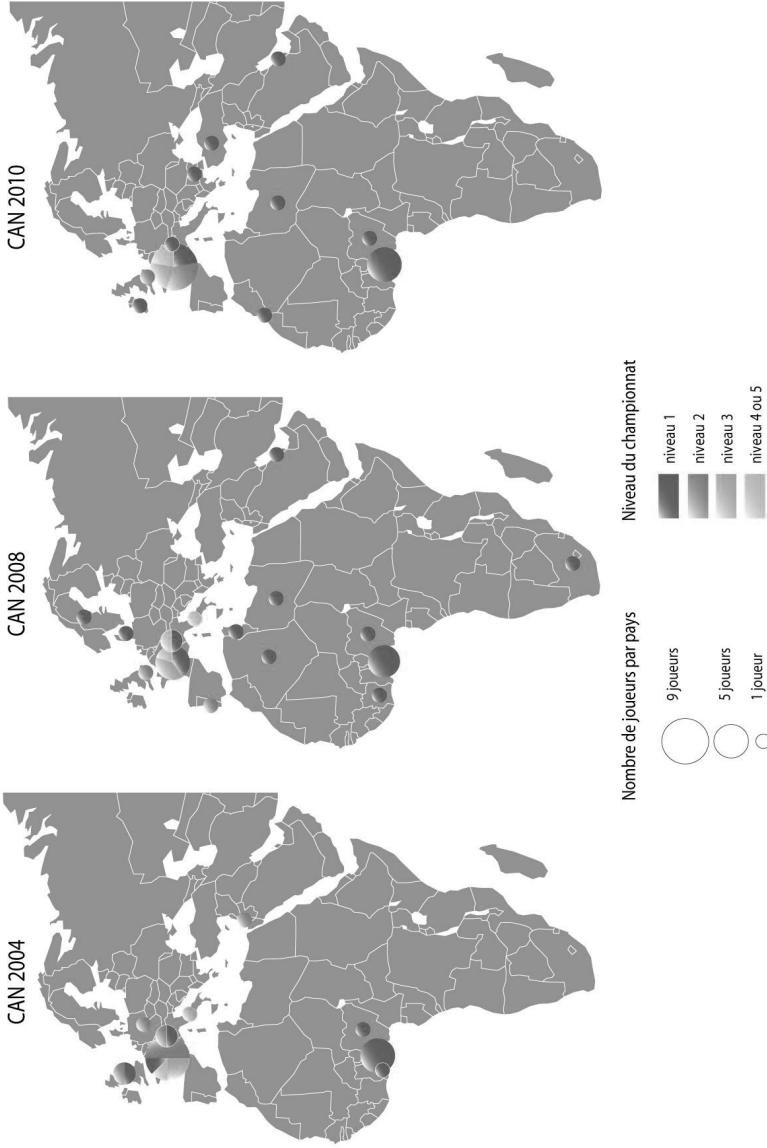 CAN 2004
CAN 2008
CAN 2010
Nombre de joueurs par pays
9 joueurs
5 joueurs
1 joueur
Niveau du championnat
niveau 1
niveau 2
niveau 3
niveau 4 ou 5